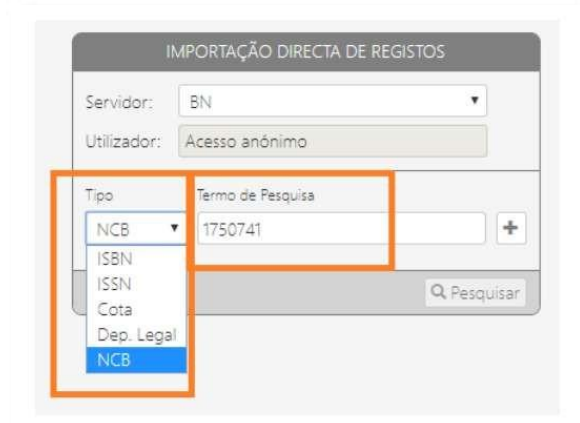 IMPORTAÇÃO DIRECTA DE REGISTOS
Servidor: BN
Utilizador: Acesso anónimo
Tipo Termo de Pesquisa
NCB 1750741 +
ISBN
ISSN
Cota
Dep. Legal
NCB
Pesquisar